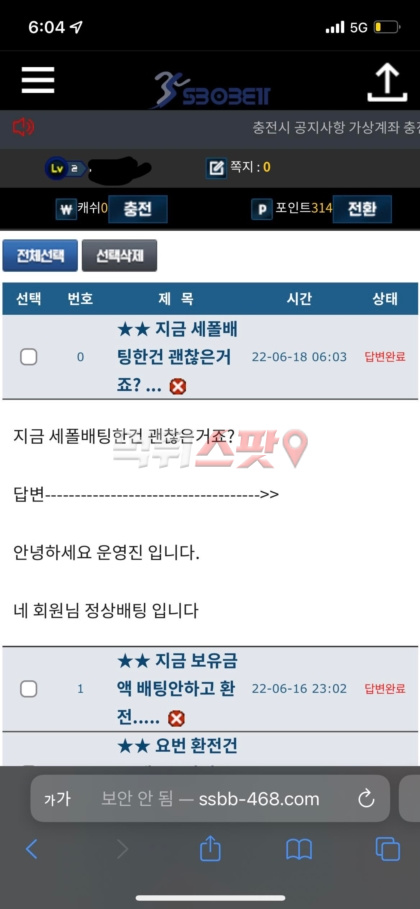 6:04
5G
SBOBETT
충전시 공지사항 가상계좌 충전
Lv
쪽지 : 0
₩ 캐쉬0 충전
P 포인트314 전환
전체선택 선택삭제
선택 번호 제 목 시간 상태
★★ 지금 세폴배
0 팅한건 괜찮은거 22-06-18 06:03 답변완료
죠? ...
지금 세폴배팅한건 괜찮은거죠?
먹튀스팟
답변------------------------------------>>
안녕하세요 운영진 입니다.
네 회원님 정상배팅 입니다
★★ 지금 보유금
1 액 배팅안하고 환 22-06-16 23:02 답변완료
전.....
★★ 요번 환전건
가가 보안 안 됨 — ssbb-468.com